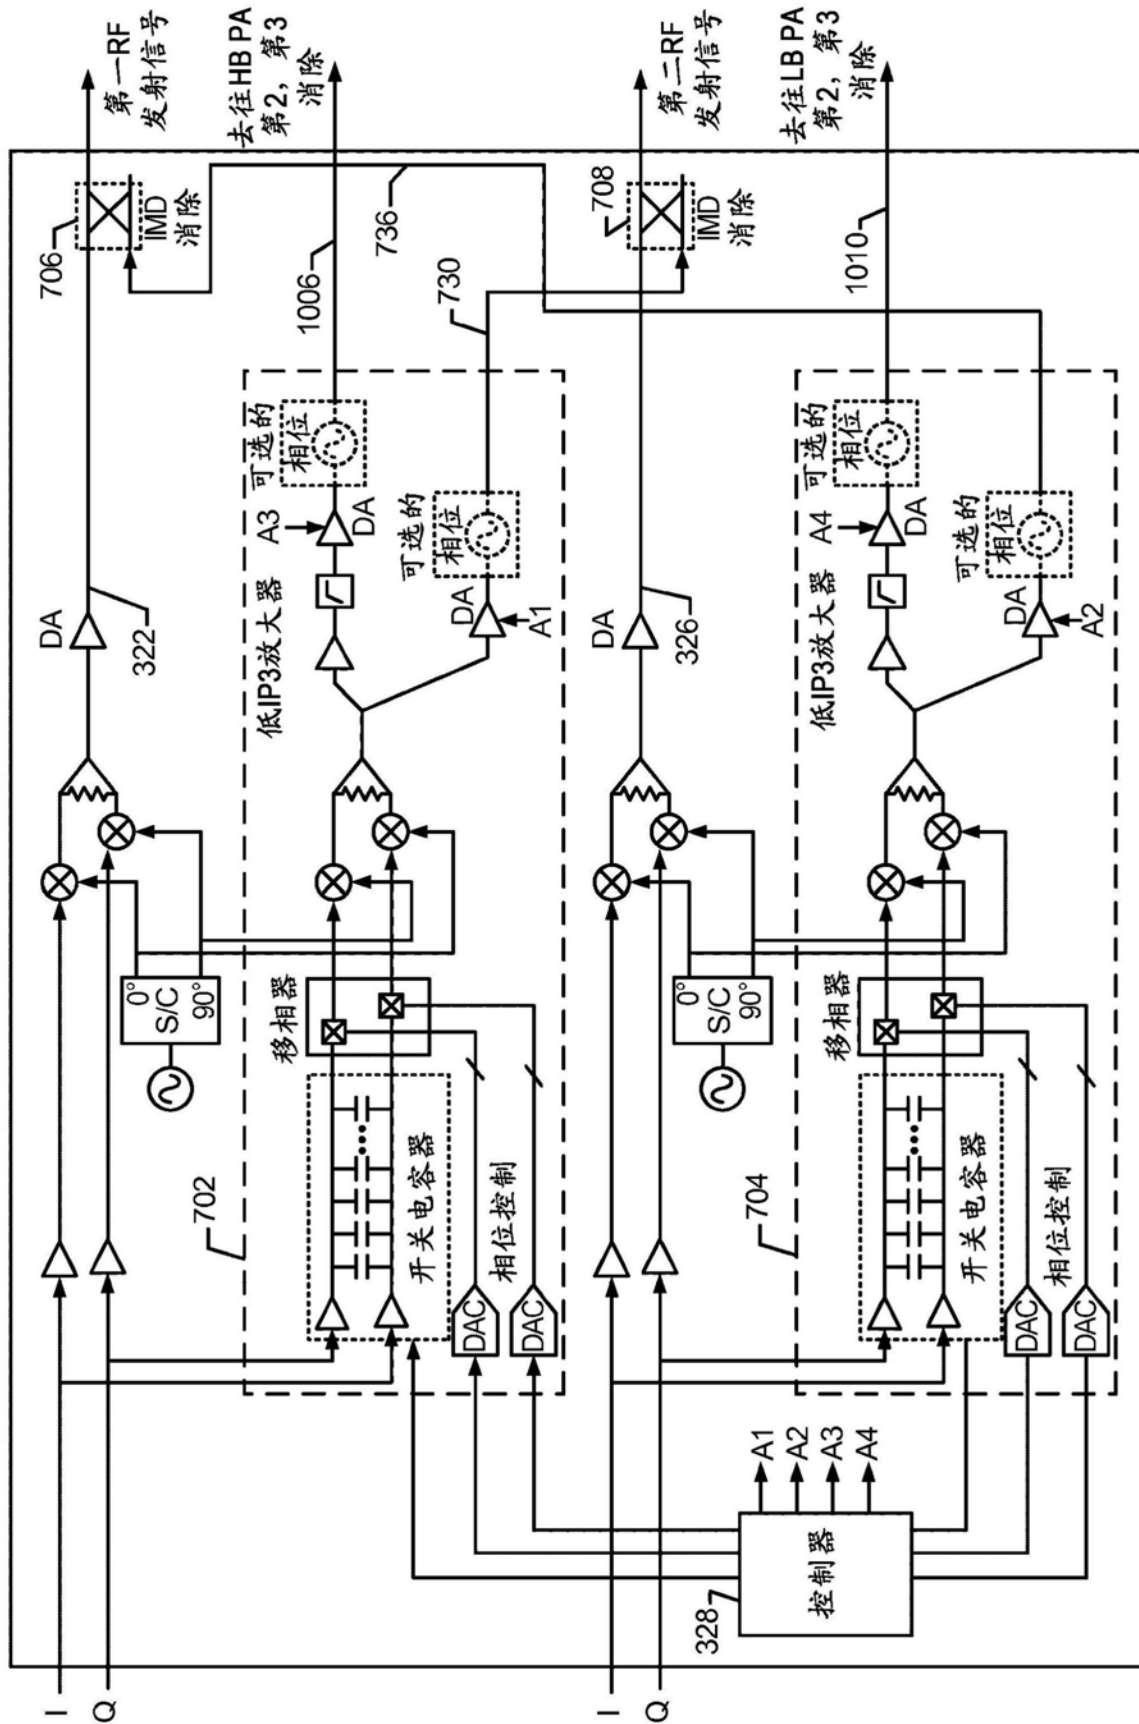 第一RF
发射信号
去往HB PA
第2，第3
消除
第二RF
发射信号
去往LB PA
第2，第3
消除
706
IMD
消除
736
1006
730
708
IMD
消除
1010
DA
322
可选的
相位
A3
DA
低IP3放大器
可选的
相位
DA
A1
DA
326
可选的
相位
A4
DA
低IP3放大器
可选的
相位
DA
A2
0°
S/C
90°
移相器
702
开关电容器
相位控制
DAC
DAC
0°
S/C
90°
移相器
704
开关电容器
相位控制
DAC
DAC
A1
A2
A3
A4
控制器
328
I
Q
I
Q